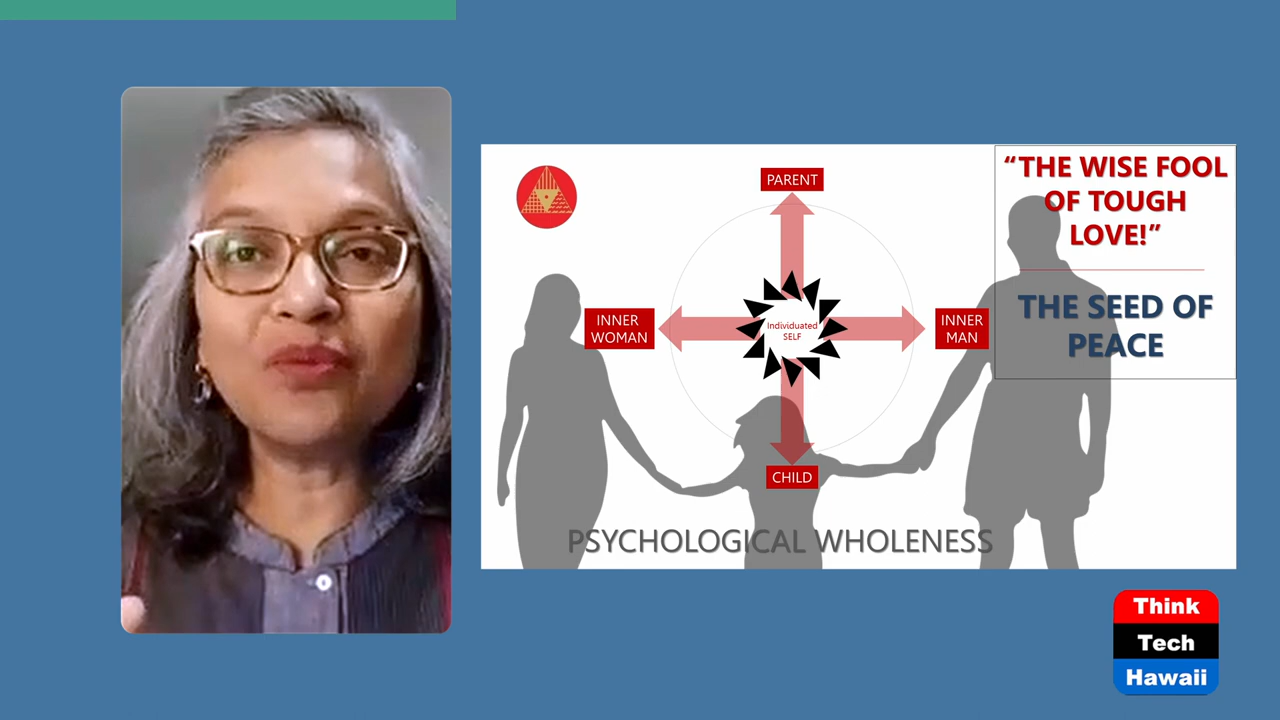 PARENT
"THE WISE FOOL
OF TOUGH
LOVE!"
THE SEED OF
PEACE
INNER
WOMAN
Individuated
SELF
INNER
MAN
CHILD
PSYCHOLOGICAL WHOLENESS
Think
Tech
Hawaii